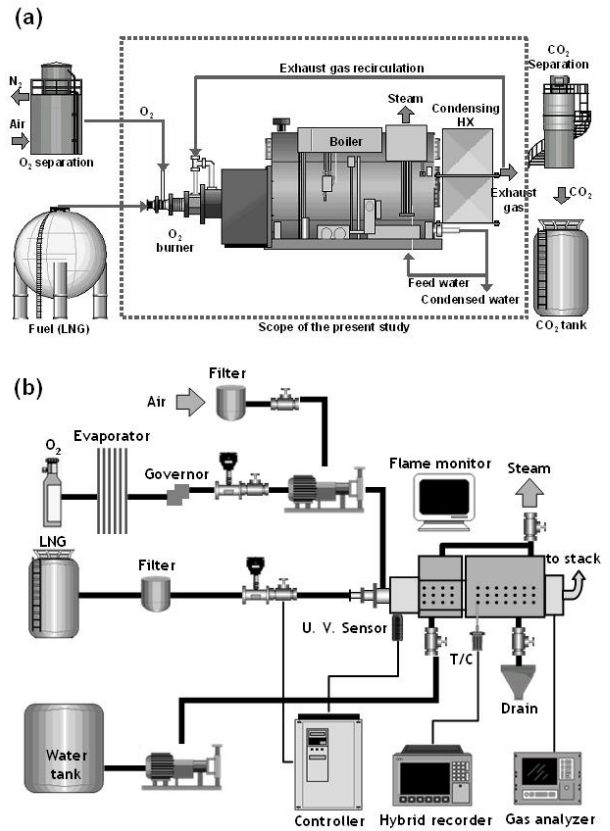 (a)
Exhaust gas recirculation
CO2
Separation
N2
O2
Steam
Condensing
HX
Air
Boiler
O2 separation
Exhaust
gas
CO2
O2
burner
Feed water
Condensed water
Fuel (LNG)
Scope of the present study
CO2 tank
(b)
Filter
Air
Evaporator
O2
Governor
Flame monitor
Steam
LNG
Filter
to stack
U. V. Sensor
T/C
Drain
Water
tank
Controller
Hybrid recorder
Gas analyzer